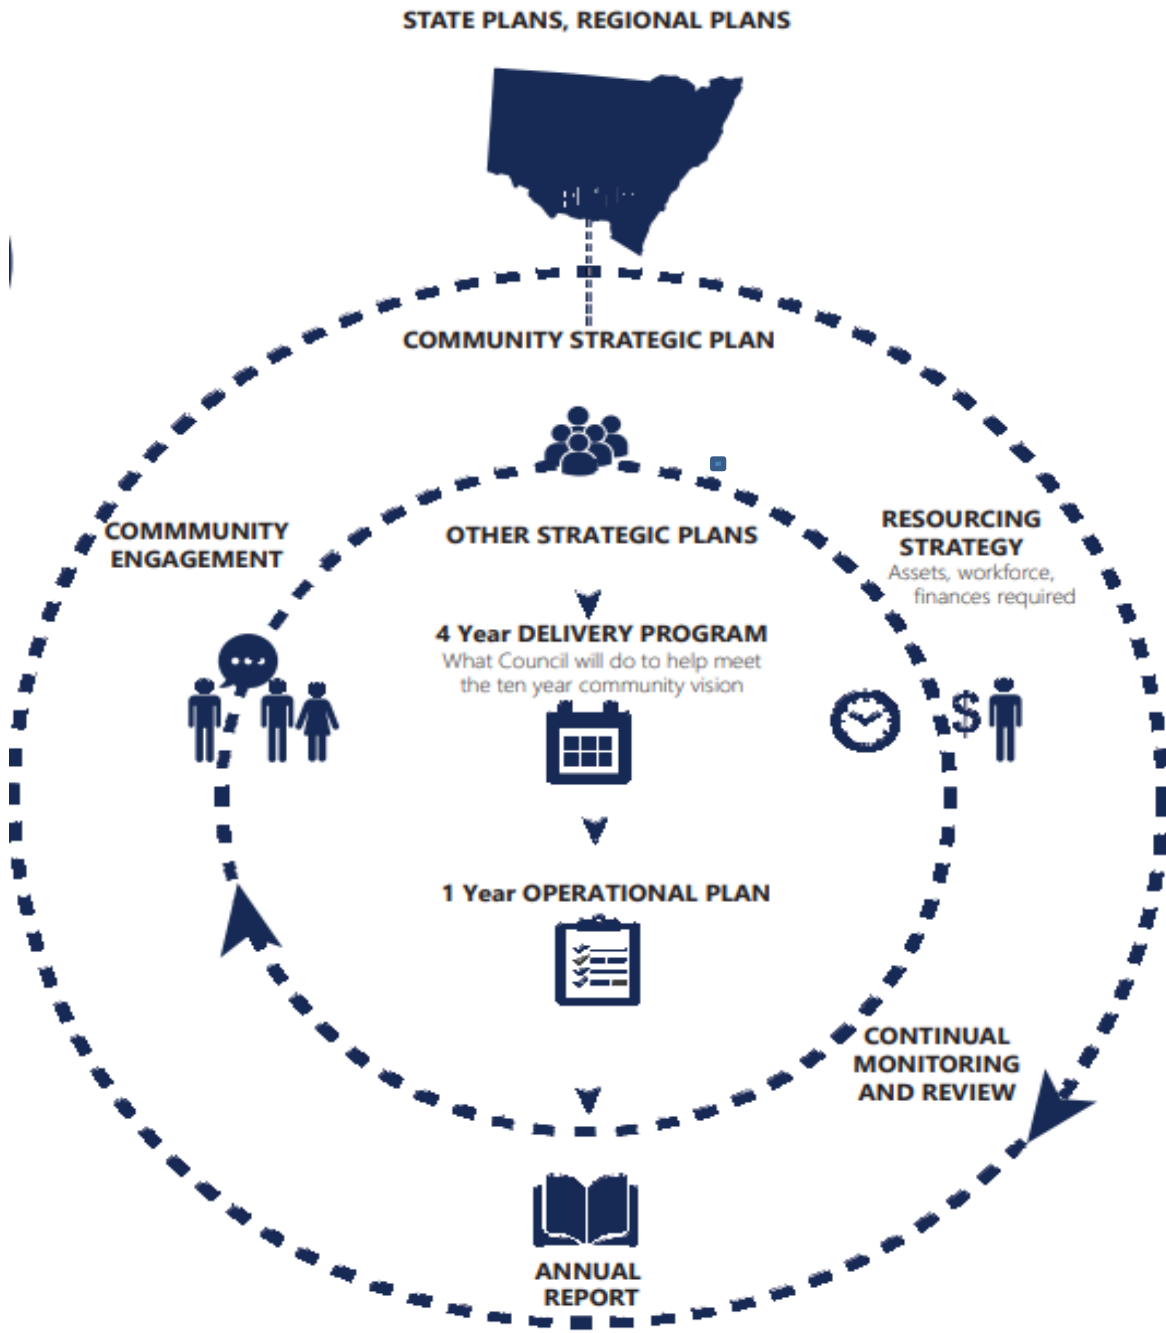 STATE PLANS, REGIONAL PLANS
COMMUNITY STRATEGIC PLAN
COMMMUNITY
ENGAGEMENT
OTHER STRATEGIC PLANS
RESOURCING
STRATEGY
Assets, workforce,
finances required
4 Year DELIVERY PROGRAM
What Council will do to help meet
the ten year community vision
$
1 Year OPERATIONAL PLAN
CONTINUAL
MONITORING
AND REVIEW
ANNUAL
REPORT